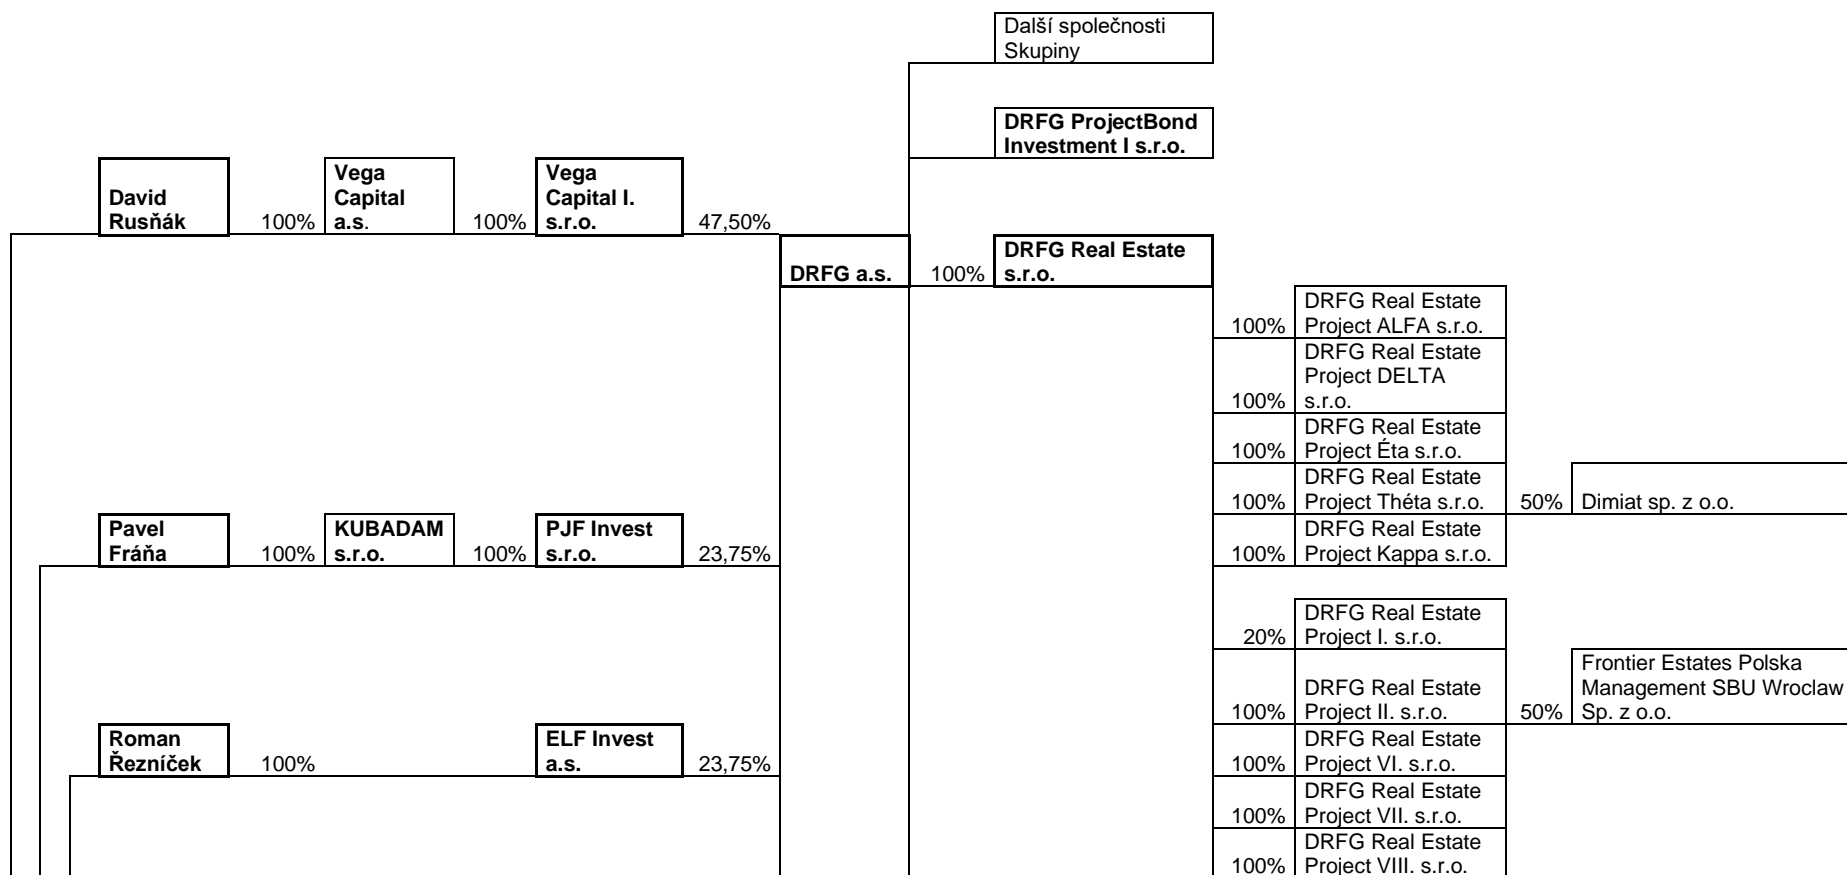 Další společnosti
Skupiny
DRFG ProjectBond
Investment I s.r.o.
David
Rusňák
100%
Vega
Capital
a.s.
100%
Vega
Capital I.
s.r.o.
47,50%
DRFG a.s.
100%
DRFG Real Estate
s.r.o.
100%
DRFG Real Estate
Project ALFA s.r.o.
100%
DRFG Real Estate
Project DELTA
s.r.o.
100%
DRFG Real Estate
Project Éta s.r.o.
100%
DRFG Real Estate
Project Théta s.r.o.
50%
Dimiat sp. z o.o.
Pavel
Fráňa
100%
KUBADAM
s.r.o.
100%
PJF Invest
s.r.o.
23,75%
100%
DRFG Real Estate
Project Kappa s.r.o.
20%
DRFG Real Estate
Project I. s.r.o.
100%
DRFG Real Estate
Project II. s.r.o.
50%
Frontier Estates Polska
Management SBU Wroclaw
Sp. z o.o.
Roman
Řezníček
100%
ELF Invest
a.s.
23,75%
100%
DRFG Real Estate
Project VI. s.r.o.
100%
DRFG Real Estate
Project VII. s.r.o.
100%
DRFG Real Estate
Project VIII. s.r.o.